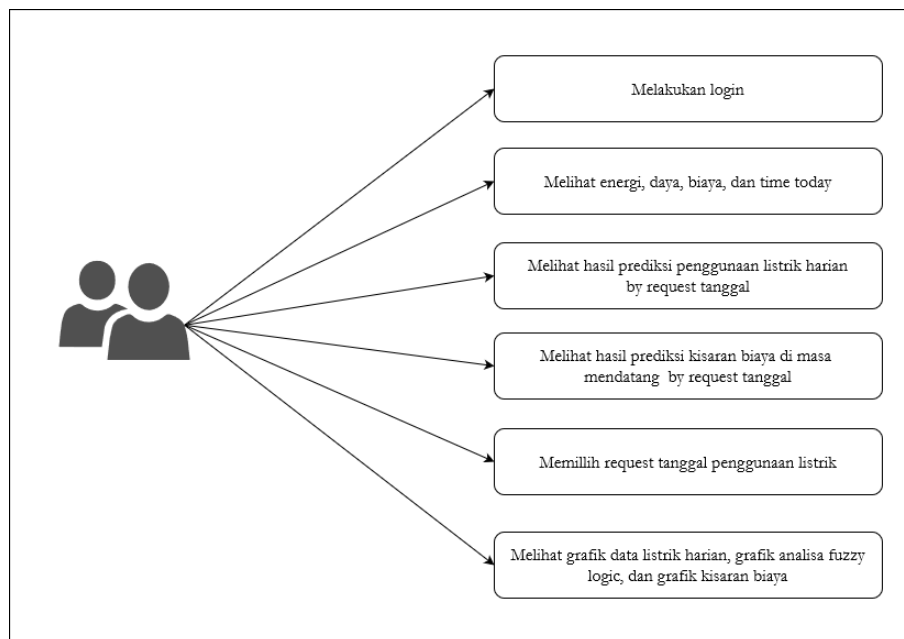 Melakukan login
Melihat energi, daya, biaya, dan time today
Melihat hasil prediksi penggunaan listrik harian
by request tanggal
Melihat hasil prediksi kisaran biaya di masa
mendatang by request tanggal
Memillih request tanggal penggunaan listrik
Melihat grafik data listrik harian, grafik analisa fuzzy
logic, dan grafik kisaran biaya